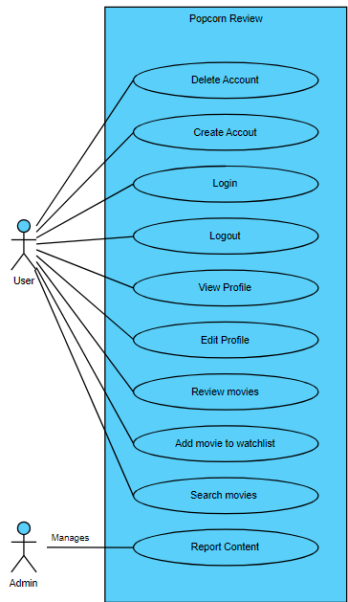 Popcorn Review
Delete Account
Create Accout
Login
Logout
User
View Profile
Edit Profile
Review movies
Add movie to watchlist
Search movies
Manages
Report Content
Admin